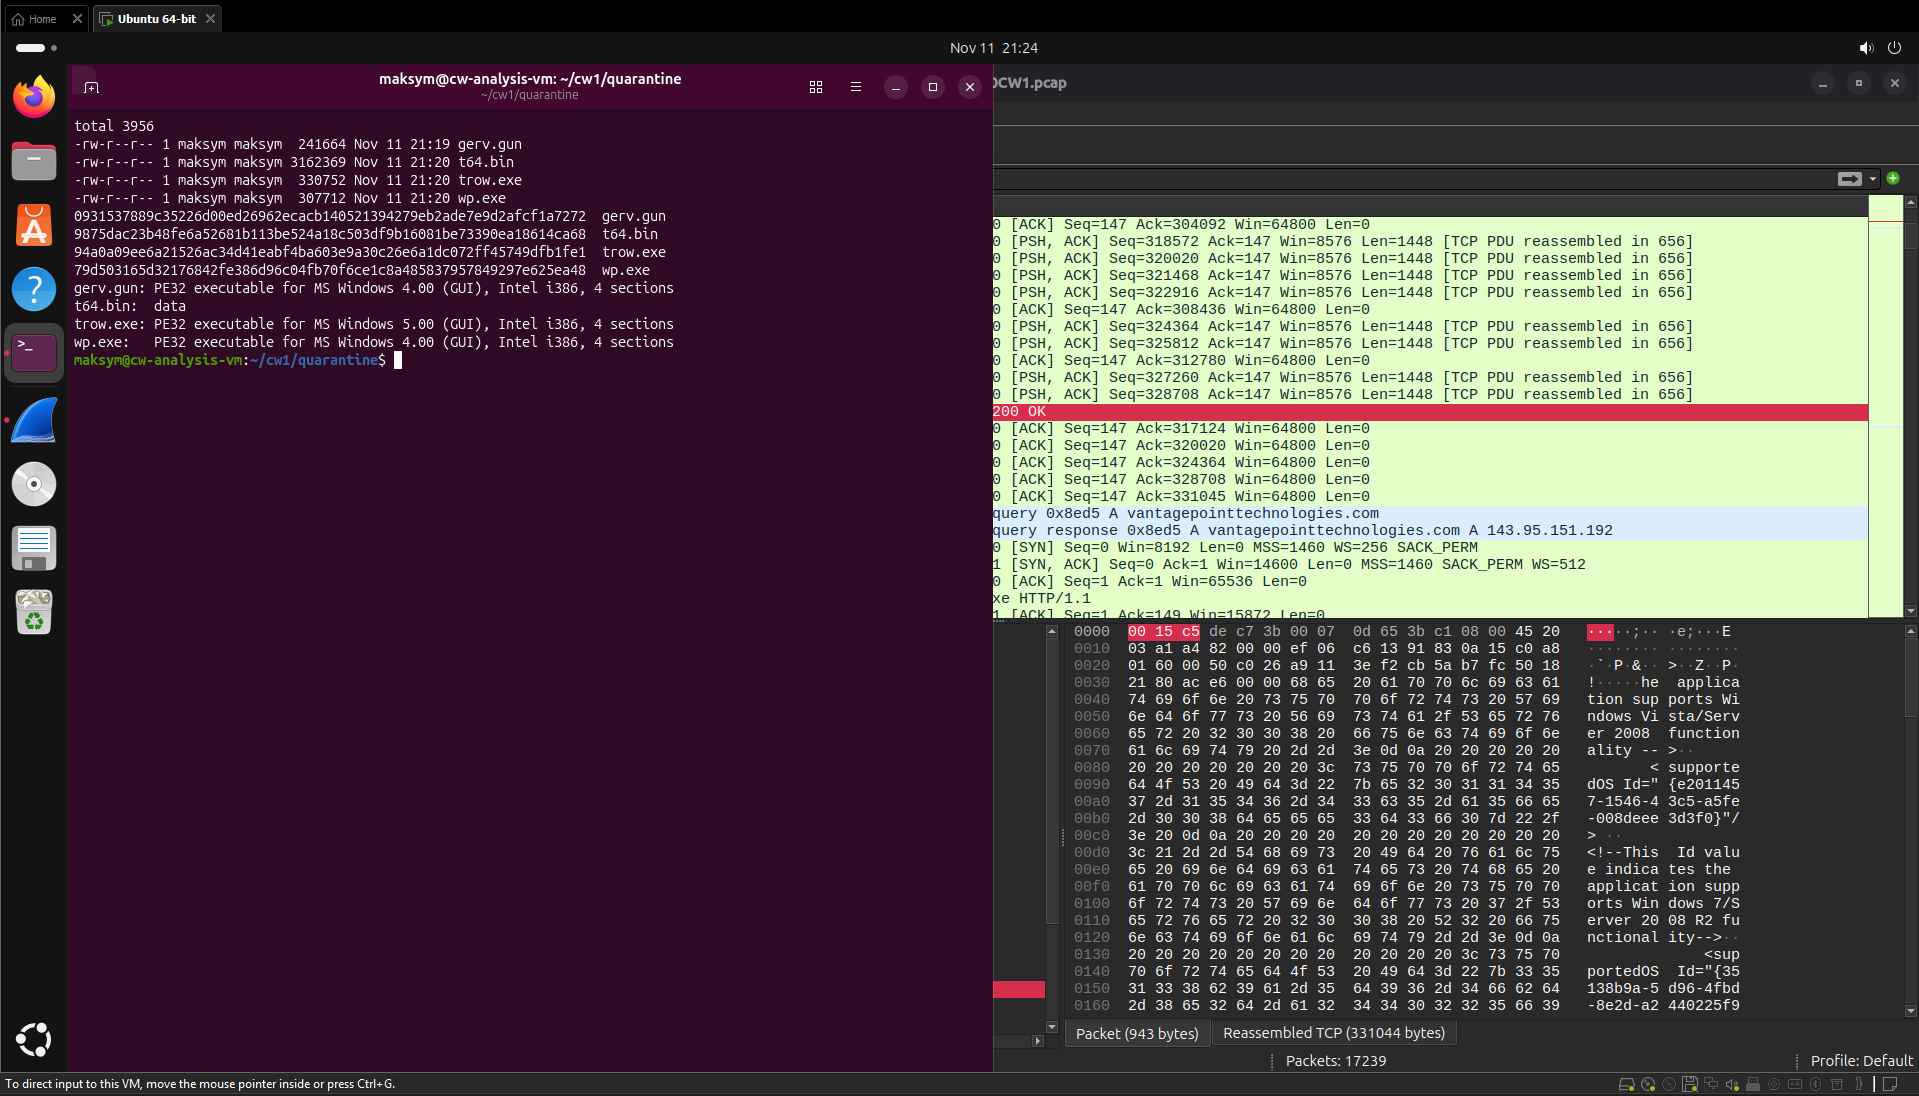 Home
Ubuntu 64-bit
Nov 11 21:24
maksym@cw-analysis-vm: ~/cw1/quarantine
~/cw1/quarantine
total 3956
-rw-r--r-- 1 maksym maksym  241664 Nov 11 21:19 gerv.gun
-rw-r--r-- 1 maksym maksym 3162369 Nov 11 21:20 t64.bin
-rw-r--r-- 1 maksym maksym  330752 Nov 11 21:20 trow.exe
-rw-r--r-- 1 maksym maksym  307712 Nov 11 21:20 wp.exe
0931537889c35226d00ed26962ecacb140521394279eb2ade7e9d2afcf1a7272  gerv.gun
9875dac23b48fe6a52681b113be524a18c503df9b16081be73390ea18614ca68  t64.bin
94a0a09ee6a21526ac34d41eabf4ba603e9a30c26e6a1dc072ff45749dfb1fe1  trow.exe
79d503165d32176842fe386d96c04fb70f6ce1c8a485837957849297e625ea48  wp.exe
gerv.gun: PE32 executable for MS Windows 4.00 (GUI), Intel i386, 4 sections
t64.bin:  data
trow.exe: PE32 executable for MS Windows 5.00 (GUI), Intel i386, 4 sections
wp.exe:   PE32 executable for MS Windows 4.00 (GUI), Intel i386, 4 sections
maksym@cw-analysis-vm:~/cw1/quarantine$
CW1.pcap
0 [ACK] Seq=147 Ack=304092 Win=64800 Len=0
0 [PSH, ACK] Seq=318572 Ack=147 Win=8576 Len=1448 [TCP PDU reassembled in 656]
0 [PSH, ACK] Seq=320020 Ack=147 Win=8576 Len=1448 [TCP PDU reassembled in 656]
0 [PSH, ACK] Seq=321468 Ack=147 Win=8576 Len=1448 [TCP PDU reassembled in 656]
0 [PSH, ACK] Seq=322916 Ack=147 Win=8576 Len=1448 [TCP PDU reassembled in 656]
0 [ACK] Seq=147 Ack=308436 Win=64800 Len=0
0 [PSH, ACK] Seq=324364 Ack=147 Win=8576 Len=1448 [TCP PDU reassembled in 656]
0 [PSH, ACK] Seq=325812 Ack=147 Win=8576 Len=1448 [TCP PDU reassembled in 656]
0 [ACK] Seq=147 Ack=312780 Win=64800 Len=0
0 [PSH, ACK] Seq=327260 Ack=147 Win=8576 Len=1448 [TCP PDU reassembled in 656]
0 [PSH, ACK] Seq=328708 Ack=147 Win=8576 Len=1448 [TCP PDU reassembled in 656]
200 OK
0 [ACK] Seq=147 Ack=317124 Win=64800 Len=0
0 [ACK] Seq=147 Ack=320020 Win=64800 Len=0
0 [ACK] Seq=147 Ack=324364 Win=64800 Len=0
0 [ACK] Seq=147 Ack=328708 Win=64800 Len=0
0 [ACK] Seq=147 Ack=331045 Win=64800 Len=0
query 0x8ed5 A vantagepointtechnologies.com
query response 0x8ed5 A vantagepointtechnologies.com A 143.95.151.192
0 [SYN] Seq=0 Win=8192 Len=0 MSS=1460 WS=256 SACK_PERM
1 [SYN, ACK] Seq=0 Ack=1 Win=14600 Len=0 MSS=1460 SACK_PERM WS=512
0 [ACK] Seq=1 Ack=1 Win=65536 Len=0
xe HTTP/1.1
1 [ACK] Seq=1 Ack=149 Win=15872 Len=0
0000  00 15 c5 de c7 3b 00 07  0d 65 3b c1 08 00 45 20  ·····;·· ·e;···E
0010  03 a1 a4 82 00 00 ef 06  c6 13 91 83 0a 15 c0 a8  ········ ········
0020  01 60 00 50 c0 26 a9 11  3e f2 cb 5a b7 fc 50 18  ·`·P·&·· >··Z··P·
0030  21 80 ac e6 00 00 68 65  20 61 70 70 6c 69 63 61  !·····he  applica
0040  74 69 6f 6e 20 73 75 70  70 6f 72 74 73 20 57 69  tion sup ports Wi
0050  6e 64 6f 77 73 20 56 69  73 74 61 2f 53 65 72 76  ndows Vi sta/Serv
0060  65 72 20 32 30 30 38 20  66 75 6e 63 74 69 6f 6e  er 2008  function
0070  61 6c 69 74 79 20 2d 2d  3e 0d 0a 20 20 20 20 20  ality -- >··
0080  20 20 20 20 20 20 20 3c  73 75 70 70 6f 72 74 65         < supporte
0090  64 4f 53 20 49 64 3d 22  7b 65 32 30 31 31 34 35  dOS Id=" {e201145
00a0  37 2d 31 35 34 36 2d 34  33 63 35 2d 61 35 66 65  7-1546-4 3c5-a5fe
00b0  2d 30 30 38 64 65 65 65  33 64 33 66 30 7d 22 2f  -008deee 3d3f0}"/
00c0  3e 20 0d 0a 20 20 20 20  20 20 20 20 20 20 20 20  > ··
00d0  3c 21 2d 2d 54 68 69 73  20 49 64 20 76 61 6c 75  <!--This  Id valu
00e0  65 20 69 6e 64 69 63 61  74 65 73 20 74 68 65 20  e indica tes the
00f0  61 70 70 6c 69 63 61 74  69 6f 6e 20 73 75 70 70  applicat ion supp
0100  6f 72 74 73 20 57 69 6e  64 6f 77 73 20 37 2f 53  orts Win dows 7/S
0110  65 72 76 65 72 20 32 30  30 38 20 52 32 20 66 75  erver 20 08 R2 fu
0120  6e 63 74 69 6f 6e 61 6c  69 74 79 2d 2d 3e 0d 0a  nctional ity-->··
0130  20 20 20 20 20 20 20 20  20 20 20 20 3c 73 75 70               <sup
0140  70 6f 72 74 65 64 4f 53  20 49 64 3d 22 7b 33 35  portedOS  Id="{35
0150  31 33 38 62 39 61 2d 35  64 39 36 2d 34 66 62 64  138b9a-5 d96-4fbd
0160  2d 38 65 32 64 2d 61 32  34 34 30 32 32 35 66 39  -8e2d-a2 440225f9
Packet (943 bytes)
Reassembled TCP (331044 bytes)
Packets: 17239
Profile: Default
To direct input to this VM, move the mouse pointer inside or press Ctrl+G.